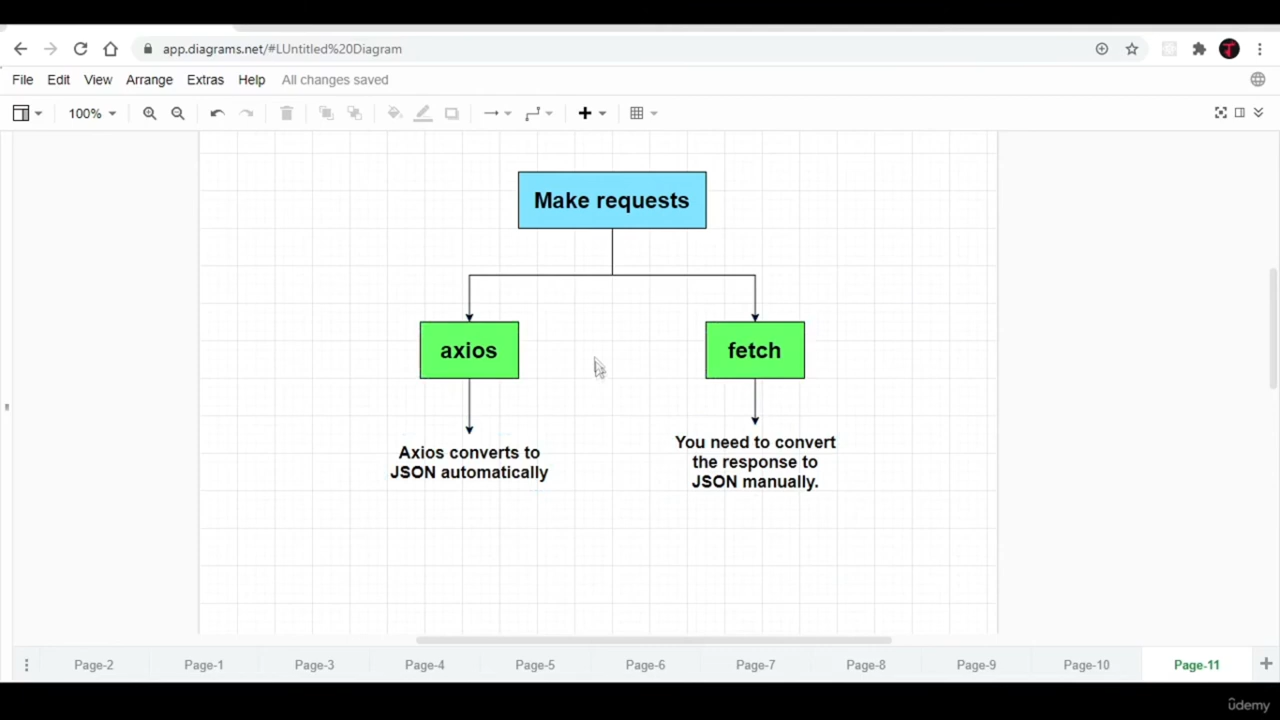 app.diagrams.net/#LUntitled%20Diagram
File Edit View Arrange Extras Help All changes saved
100%
Make requests
axios
fetch
Axios converts to
JSON automatically
You need to convert
the response to
JSON manually.
Page-2 Page-1 Page-3 Page-4 Page-5 Page-6 Page-7 Page-8 Page-9 Page-10 Page-11
ûdemy